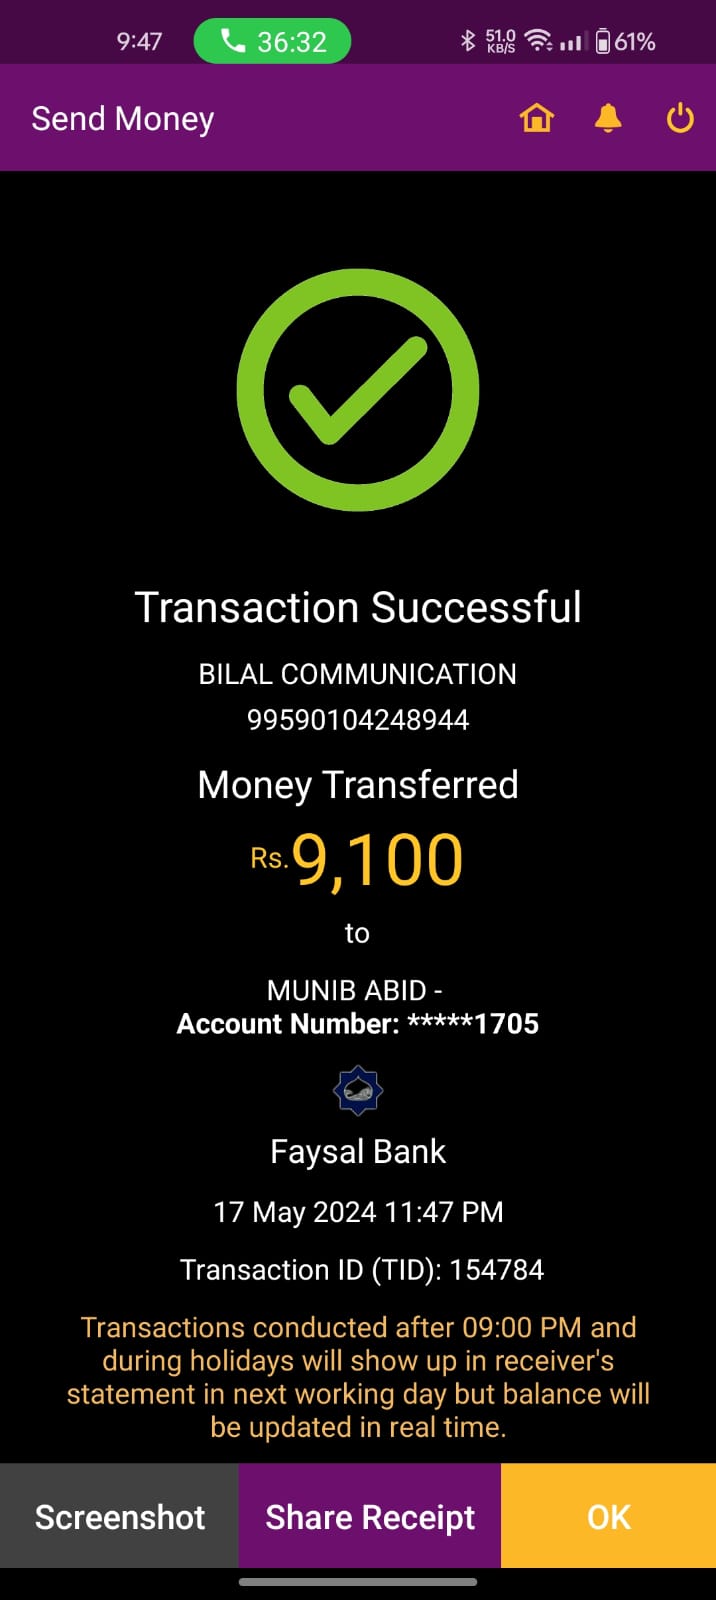 9:47 36:32 51.0 KB/S 61%
Send Money
Transaction Successful
BILAL COMMUNICATION
99590104248944
Money Transferred
Rs.9,100
to
MUNIB ABID -
Account Number: *****1705
Faysal Bank
17 May 2024 11:47 PM
Transaction ID (TID): 154784
Transactions conducted after 09:00 PM and
during holidays will show up in receiver's
statement in next working day but balance will
be updated in real time.
Screenshot Share Receipt OK